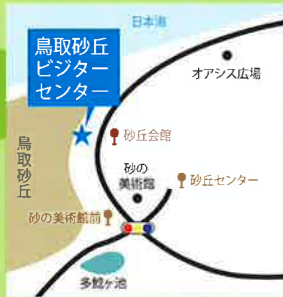 日本海
鳥取砂丘
ビジター
センター
オアシス広場
砂丘会館
鳥取砂丘
砂の
美術館
砂丘センター
砂の美術館前
多鯰ヶ池